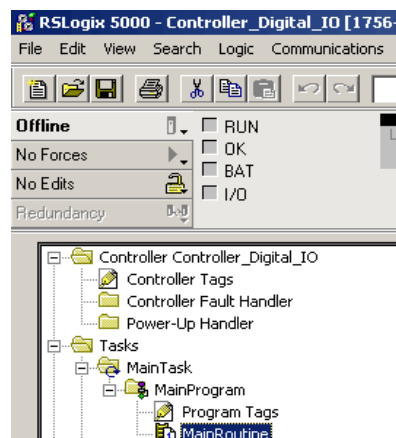 RSLogix 5000 - Controller_Digital_IO [1756-
File Edit View Search Logic Communications
Offline
RUN
No Forces
OK
BAT
No Edits
I/O
Redundancy
Controller Controller_Digital_IO
Controller Tags
Controller Fault Handler
Power-Up Handler
Tasks
MainTask
MainProgram
Program Tags
MainRoutine